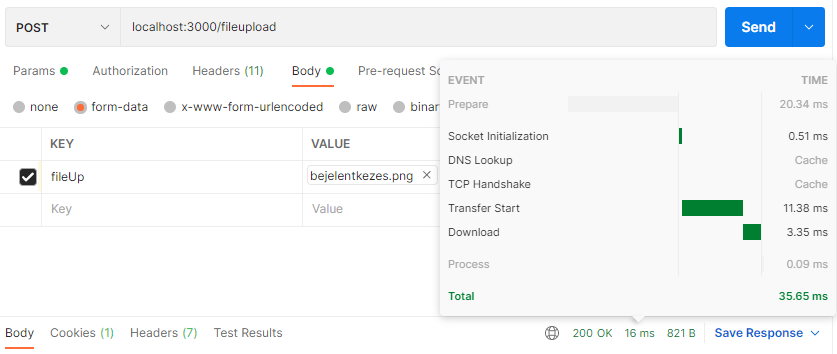 POST localhost:3000/fileupload Send
Params Authorization Headers (11) Body Pre-request Sc
none form-data x-www-form-urlencoded raw binar
KEY VALUE
fileUp bejelentkezes.png
Key Value
EVENT TIME
Prepare 20.34 ms
Socket Initialization 0.51 ms
DNS Lookup Cache
TCP Handshake Cache
Transfer Start 11.38 ms
Download 3.35 ms
Process 0.09 ms
Total 35.65 ms
Body Cookies (1) Headers (7) Test Results 200 OK 16 ms 821 B Save Response